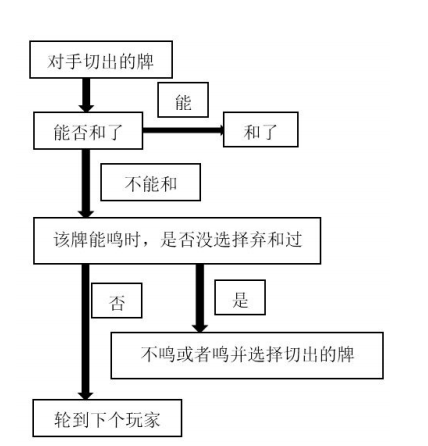 对手切出的牌
能
能否和了
和了
不能和
该牌能鸣时，是否没选择弃和过
否
是
不鸣或者鸣并选择切出的牌
轮到下个玩家